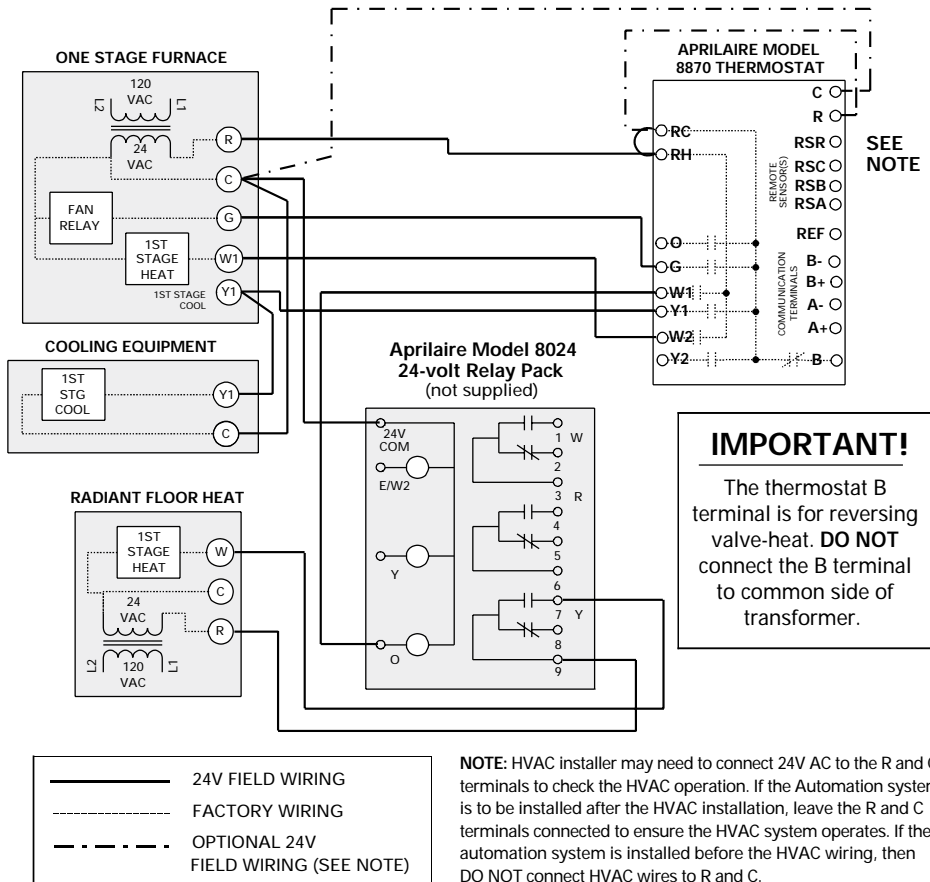 ONE STAGE FURNACE
120
VAC
L2
L1
24
VAC
R
C
FAN
RELAY
G
1ST
STAGE
HEAT
W1
1ST STAGE
COOL
Y1
APRILAIRE MODEL
8870 THERMOSTAT
C
R
RC
RH
RSR
RSC
RSB
RSA
REMOTE
SENSOR(S)
SEE
NOTE
REF
O
G
W1
Y1
W2
Y2
B-
B+
A-
A+
B
COMMUNICATION
TERMINALS
COOLING EQUIPMENT
1ST
STG
COOL
Y1
C
Aprilaire Model 8024
24-volt Relay Pack
(not supplied)
24V
COM
E/W2
Y
O
1 W
2
3 R
4
5
6
7 Y
8
9
RADIANT FLOOR HEAT
1ST
STAGE
HEAT
W
C
24
VAC
R
L2
L1
120
VAC
IMPORTANT!
The thermostat B
terminal is for reversing
valve-heat. DO NOT
connect the B terminal
to common side of
transformer.
24V FIELD WIRING
FACTORY WIRING
OPTIONAL 24V
FIELD WIRING (SEE NOTE)
NOTE: HVAC installer may need to connect 24V AC to the R and C
terminals to check the HVAC operation. If the Automation system
is to be installed after the HVAC installation, leave the R and C
terminals connected to ensure the HVAC system operates. If the
automation system is installed before the HVAC wiring, then
DO NOT connect HVAC wires to R and C.